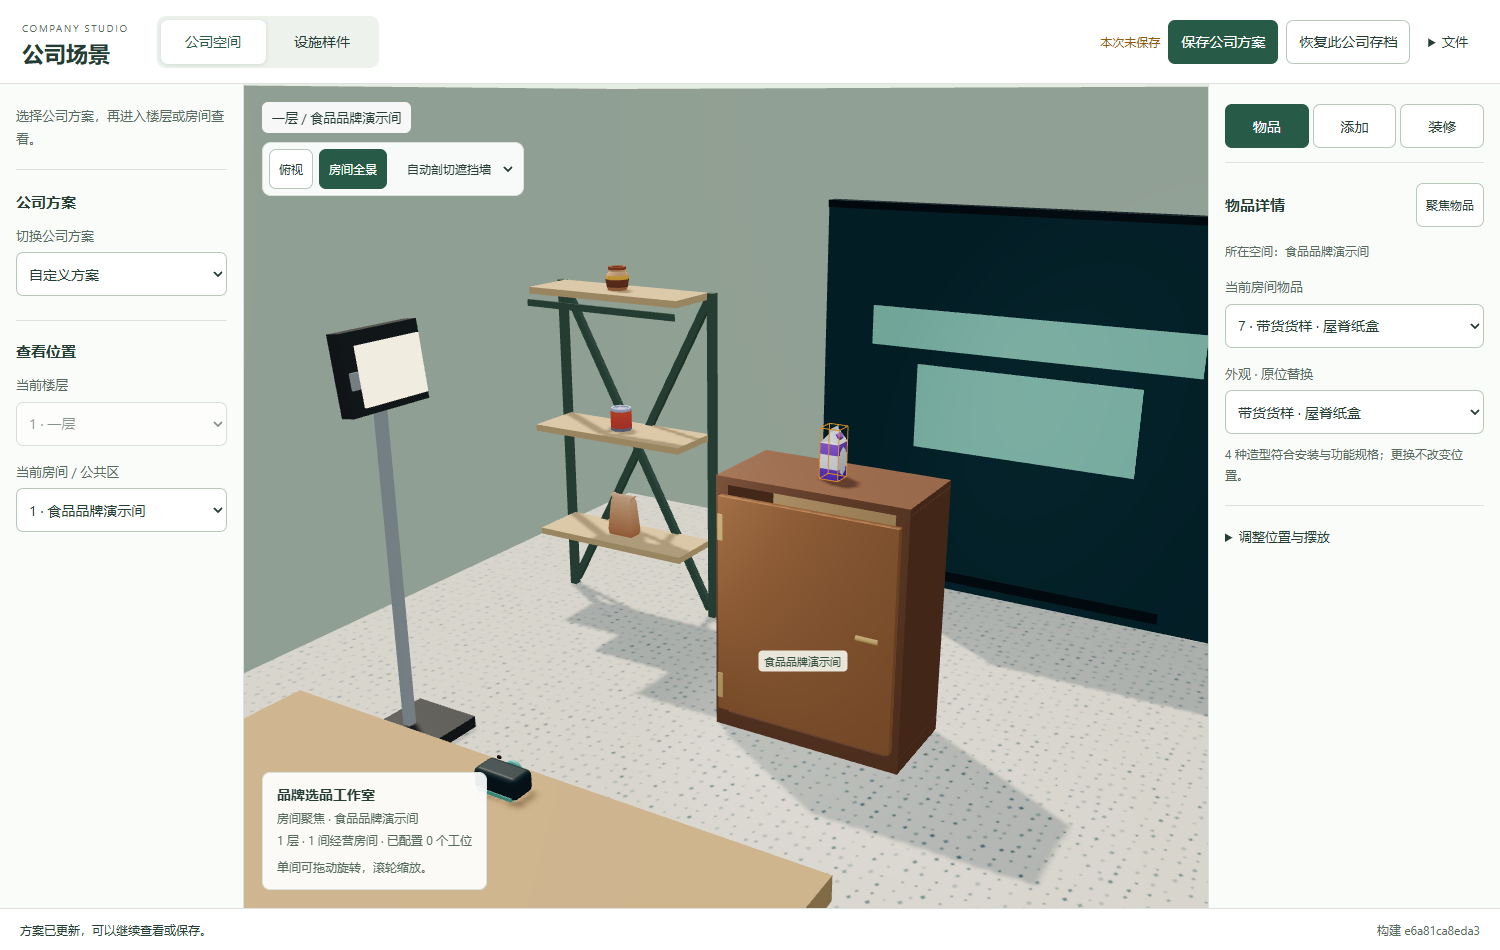 COMPANY STUDIO
公司场景
公司空间
设施样件
本次未保存
保存公司方案
恢复此公司存档
▶ 文件
选择公司方案，再进入楼层或房间查
看。
公司方案
切换公司方案
自定义方案
查看位置
当前楼层
1 · 一层
当前房间 / 公共区
1 · 食品品牌演示间
一层 / 食品品牌演示间
俯视
房间全景
自动剖切遮挡墙
食品品牌演示间
品牌选品工作室
房间聚焦 · 食品品牌演示间
1 层 · 1 间经营房间 · 已配置 0 个工位
单间可拖动旋转，滚轮缩放。
物品
添加
装修
物品详情
聚焦物品
所在空间：食品品牌演示间
当前房间物品
7 · 带货货样 · 屋脊纸盒
外观 · 原位替换
带货货样 · 屋脊纸盒
4 种造型符合安装与功能规格；更换不改变位
置。
▶ 调整位置与摆放
方案已更新，可以继续查看或保存。
构建 e6a81ca8eda3